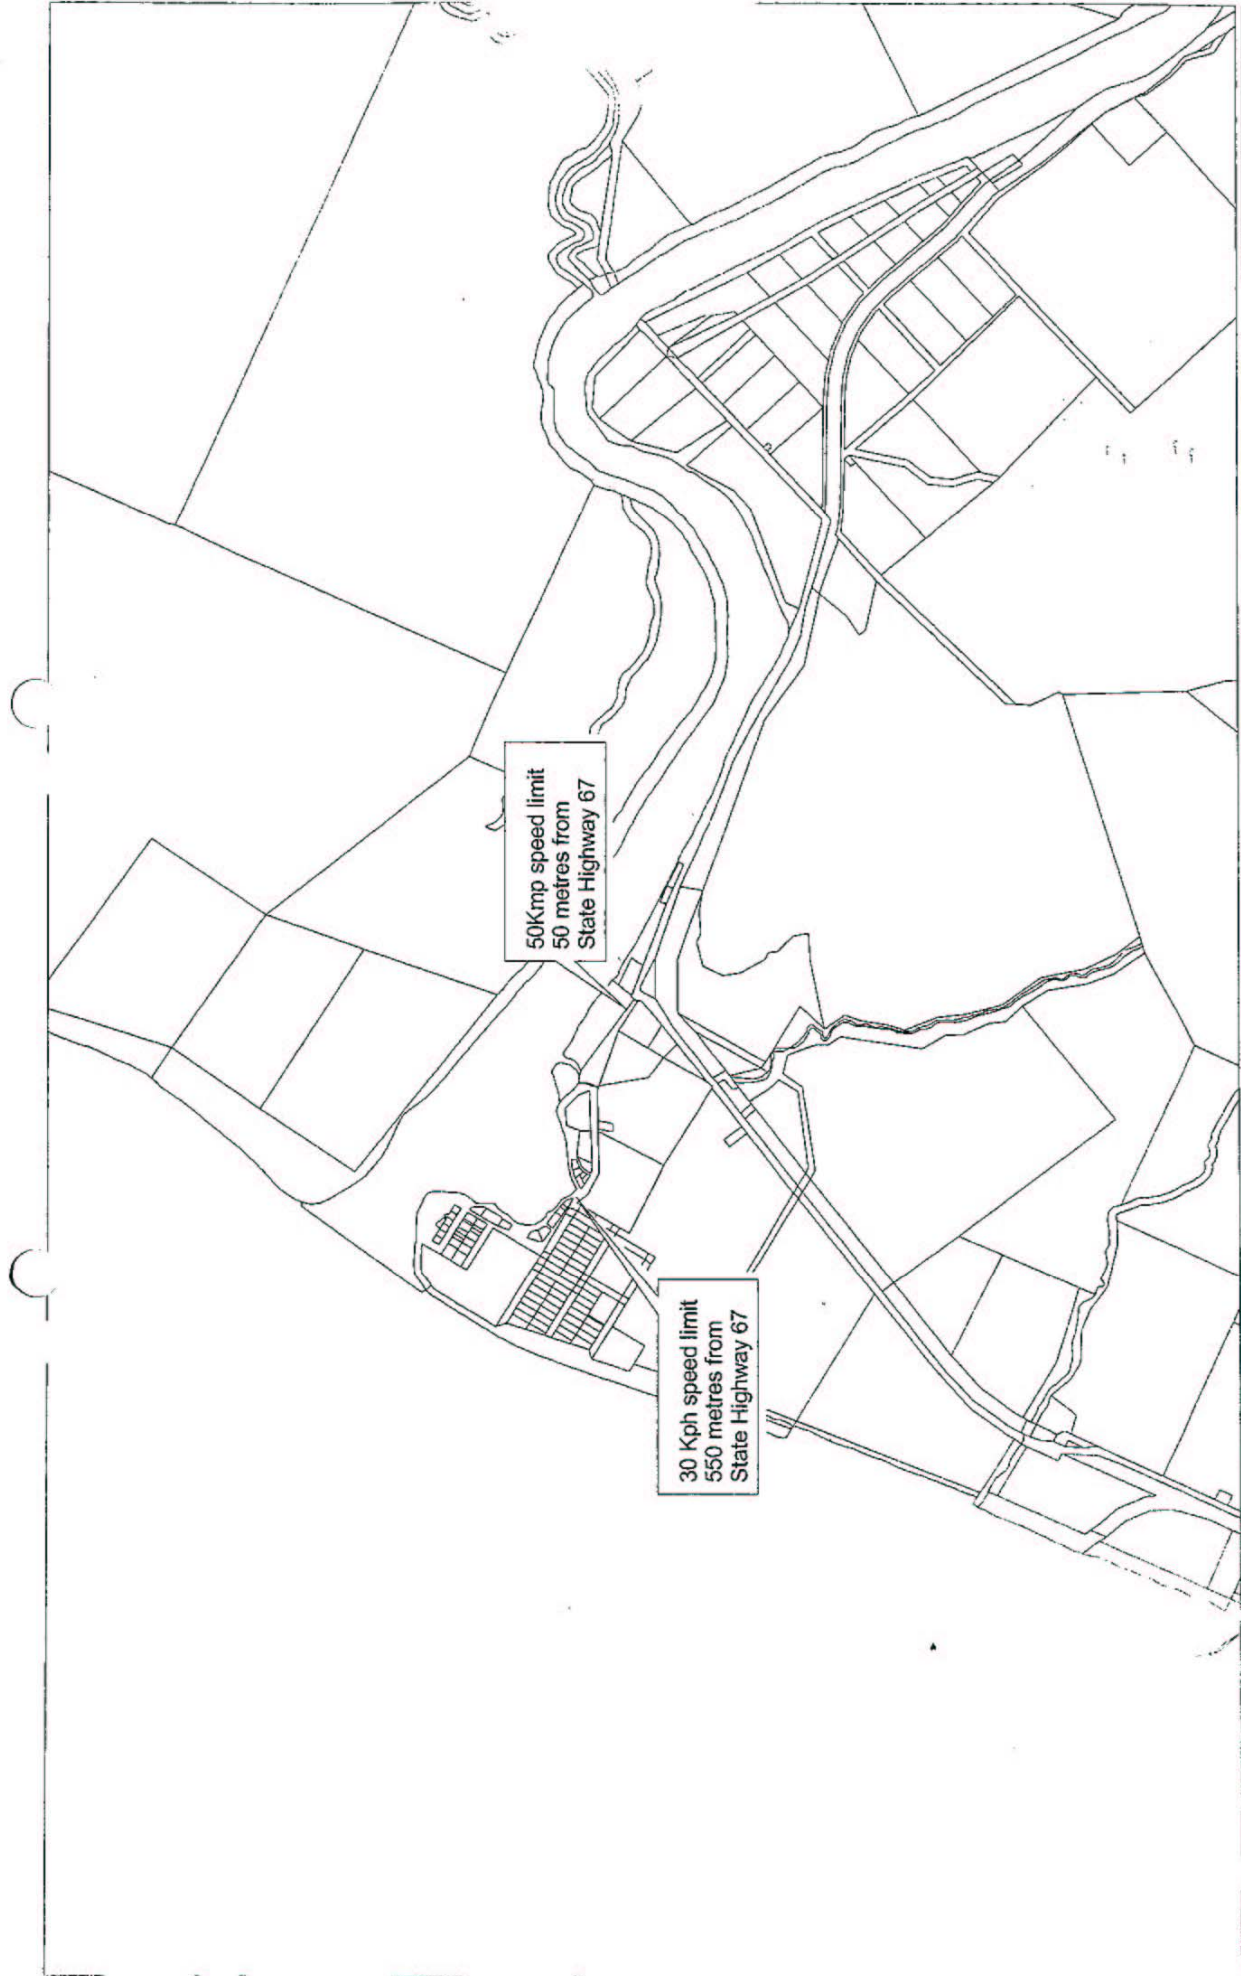 50Kmp speed limit
50 metres from
State Highway 67
30 Kph speed limit
550 metres from
State Highway 67